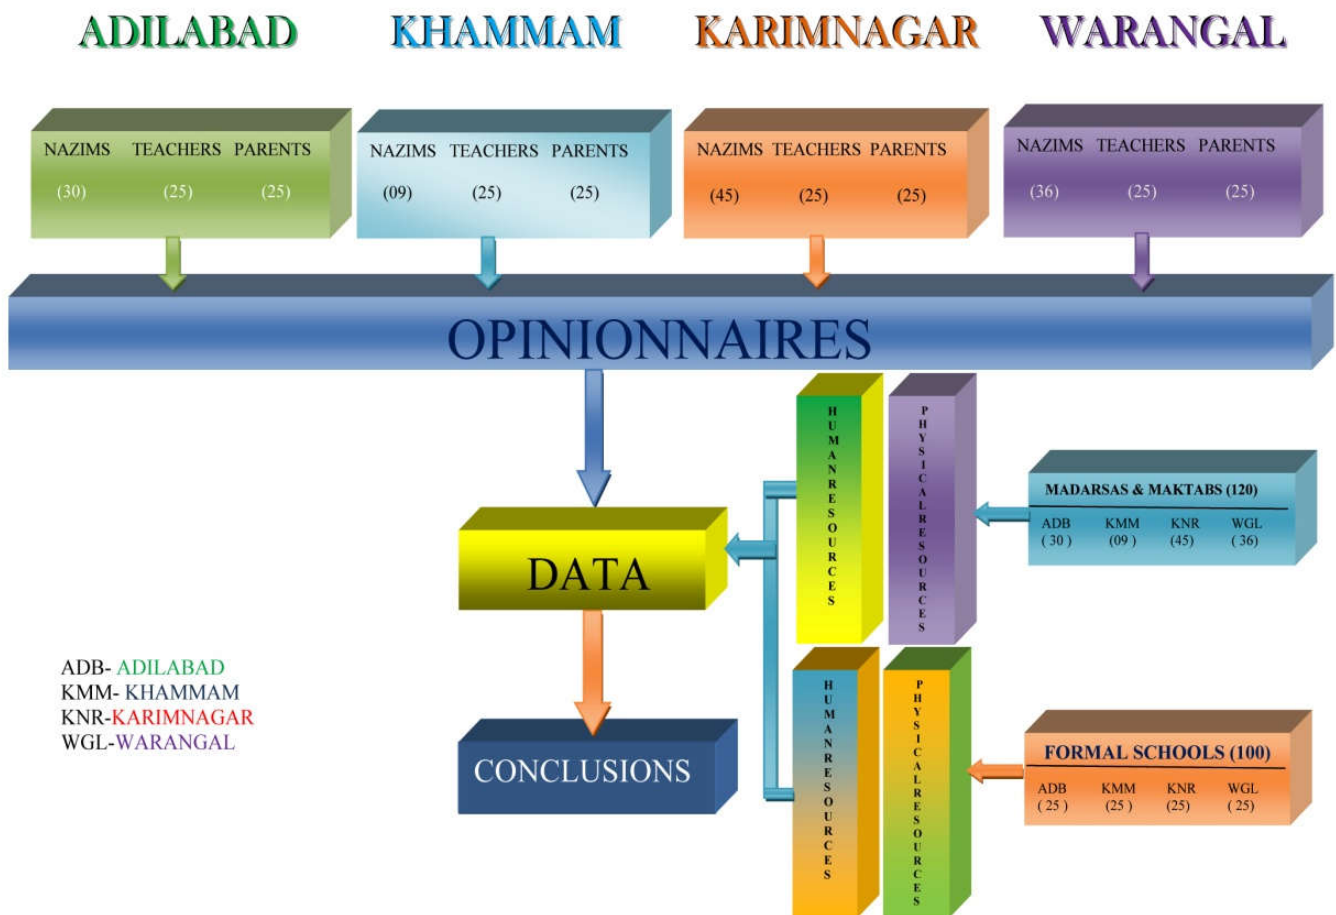 ADILABAD
KHAMMAM
KARIMNAGAR
WARANGAL
NAZIMS TEACHERS PARENTS
(30) (25) (25)
NAZIMS TEACHERS PARENTS
(09) (25) (25)
NAZIMS TEACHERS PARENTS
(45) (25) (25)
NAZIMS TEACHERS PARENTS
(36) (25) (25)
OPINIONNAIRES
HUMANRESOURCES
PHYSICALRESOURCES
MADARSAS & MAKTABS (120)
ADB KMM KNR WGL
( 30 ) (09 ) (45) ( 36)
DATA
ADB- ADILABAD
KMM- KHAMMAM
KNR-KARIMNAGAR
WGL-WARANGAL
CONCLUSIONS
HUMANRESOURCES
PHYSICALRESOURCES
FORMAL SCHOOLS (100)
ADB KMM KNR WGL
( 25 ) (25 ) (25) (25)